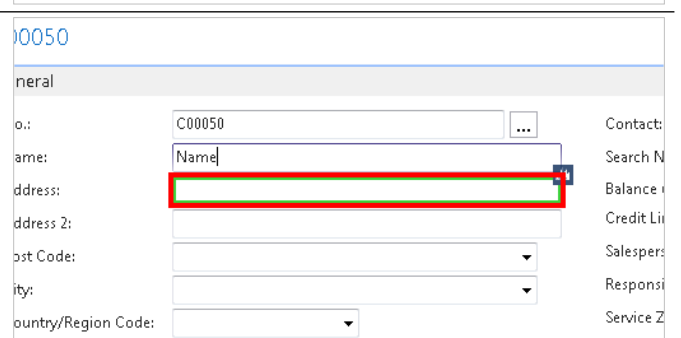 00050
neral
o.: C00050 ... Contact:
ame: Name Search N
ddress: Balance
ddress 2: Credit Li
ost Code: Salespers
ity: Responsi
ountry/Region Code: Service Z